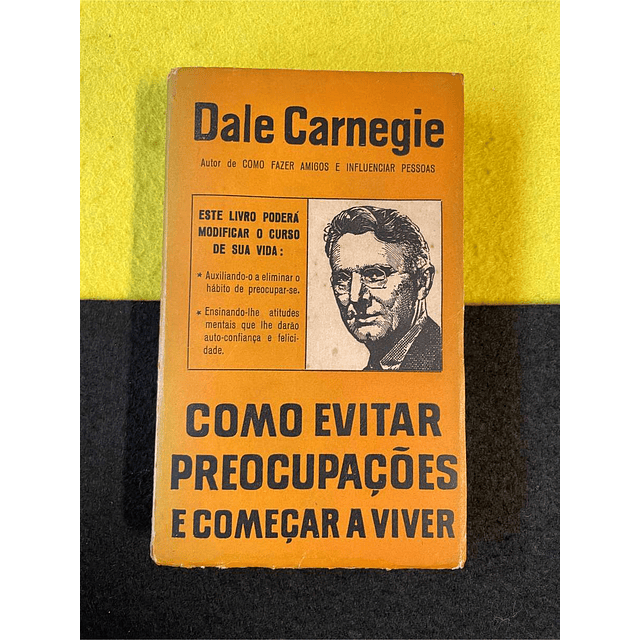 Dale Carnegie
Autor de COMO FAZER AMIGOS E INFLUENCIAR PESSOAS
ESTE LIVRO PODERÁ
MODIFICAR O CURSO
DE SUA VIDA:
* Auxiliando-o a eliminar o
hábito de preocupar-se.
* Ensinando-lhe atitudes
mentais que lhe darão
auto-confiança e felici-
dade.
COMO EVITAR
PREOCUPAÇÕES
E COMEÇAR A VIVER